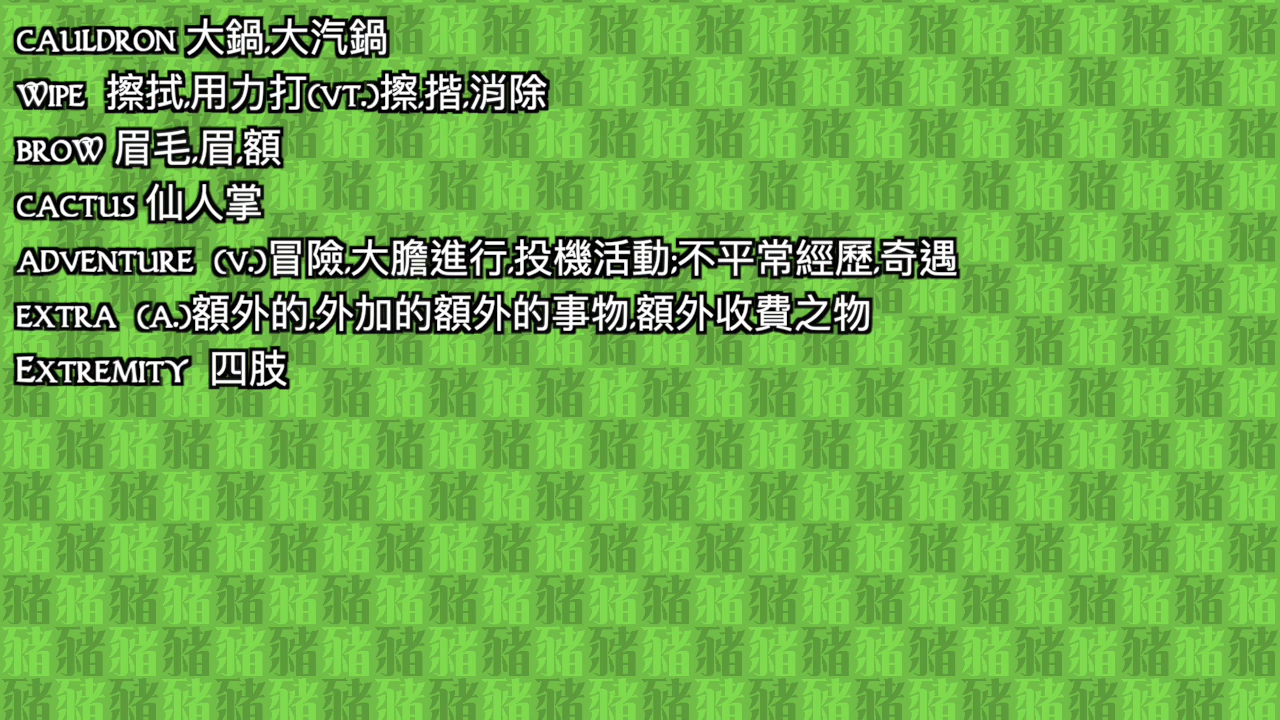 CAULDRON 大鍋,大汽鍋
WIPE 擦拭,用力打(VT.)擦,揩,消除
BROW 眉毛,眉,額
CACTUS 仙人掌
ADVENTURE (V.)冒險,大膽進行,投機活動;不平常經歷,奇遇
EXTRA (A.)額外的,外加的額外的事物,額外收費之物
EXTREMITY 四肢